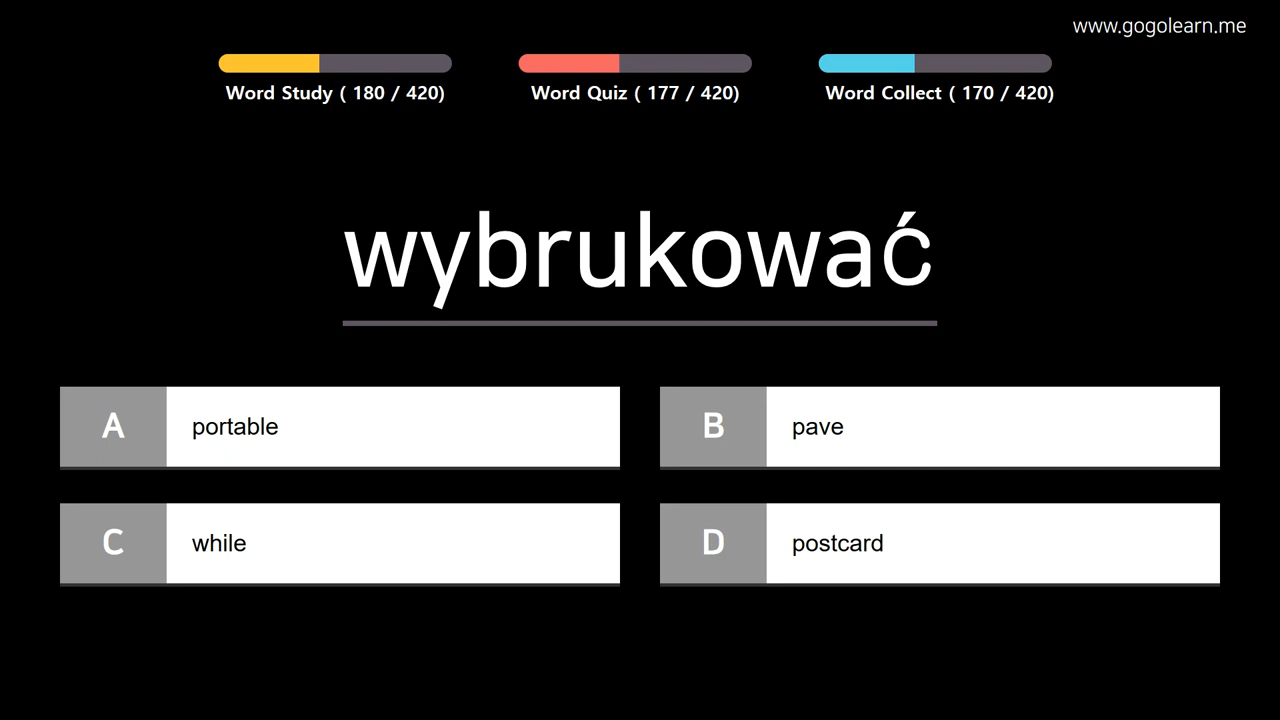 www.gogolearn.me
Word Study ( 180 / 420)
Word Quiz ( 177 / 420)
Word Collect ( 170 / 420)
wybrukować
A portable
B pave
C while
D postcard